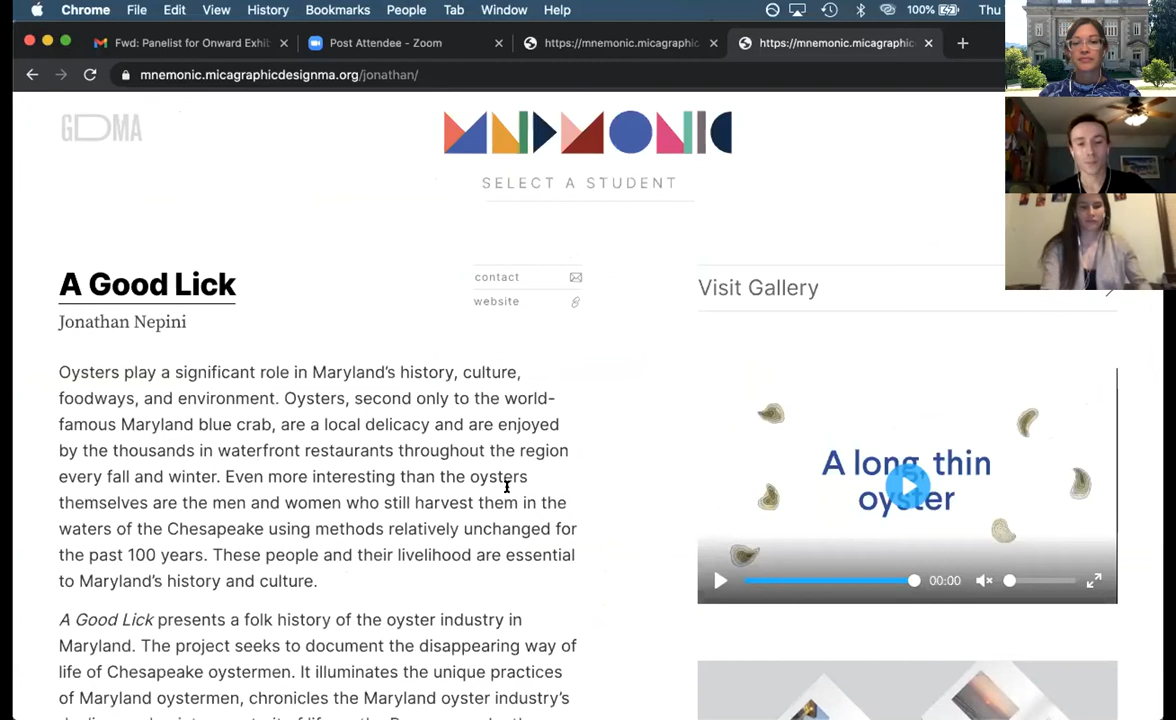 Chrome File Edit View History Bookmarks People Tab Window Help 100% Thu
Fwd: Panelist for Onward Exhib
Post Attendee - Zoom
https://mnemonic.micagraphic
https://mnemonic.micagraphic
mnemonic.micagraphicdesignma.org/jonathan/
GDMA
MNEMONIC
SELECT A STUDENT
A Good Lick
Jonathan Nepini
contact
website
Visit Gallery
Oysters play a significant role in Maryland's history, culture,
foodways, and environment. Oysters, second only to the world-
famous Maryland blue crab, are a local delicacy and are enjoyed
by the thousands in waterfront restaurants throughout the region
every fall and winter. Even more interesting than the oysters
themselves are the men and women who still harvest them in the
waters of the Chesapeake using methods relatively unchanged for
the past 100 years. These people and their livelihood are essential
to Maryland's history and culture.
A Good Lick presents a folk history of the oyster industry in
Maryland. The project seeks to document the disappearing way of
life of Chesapeake oystermen. It illuminates the unique practices
of Maryland oystermen, chronicles the Maryland oyster industry's
A long, thin
oyster
00:00